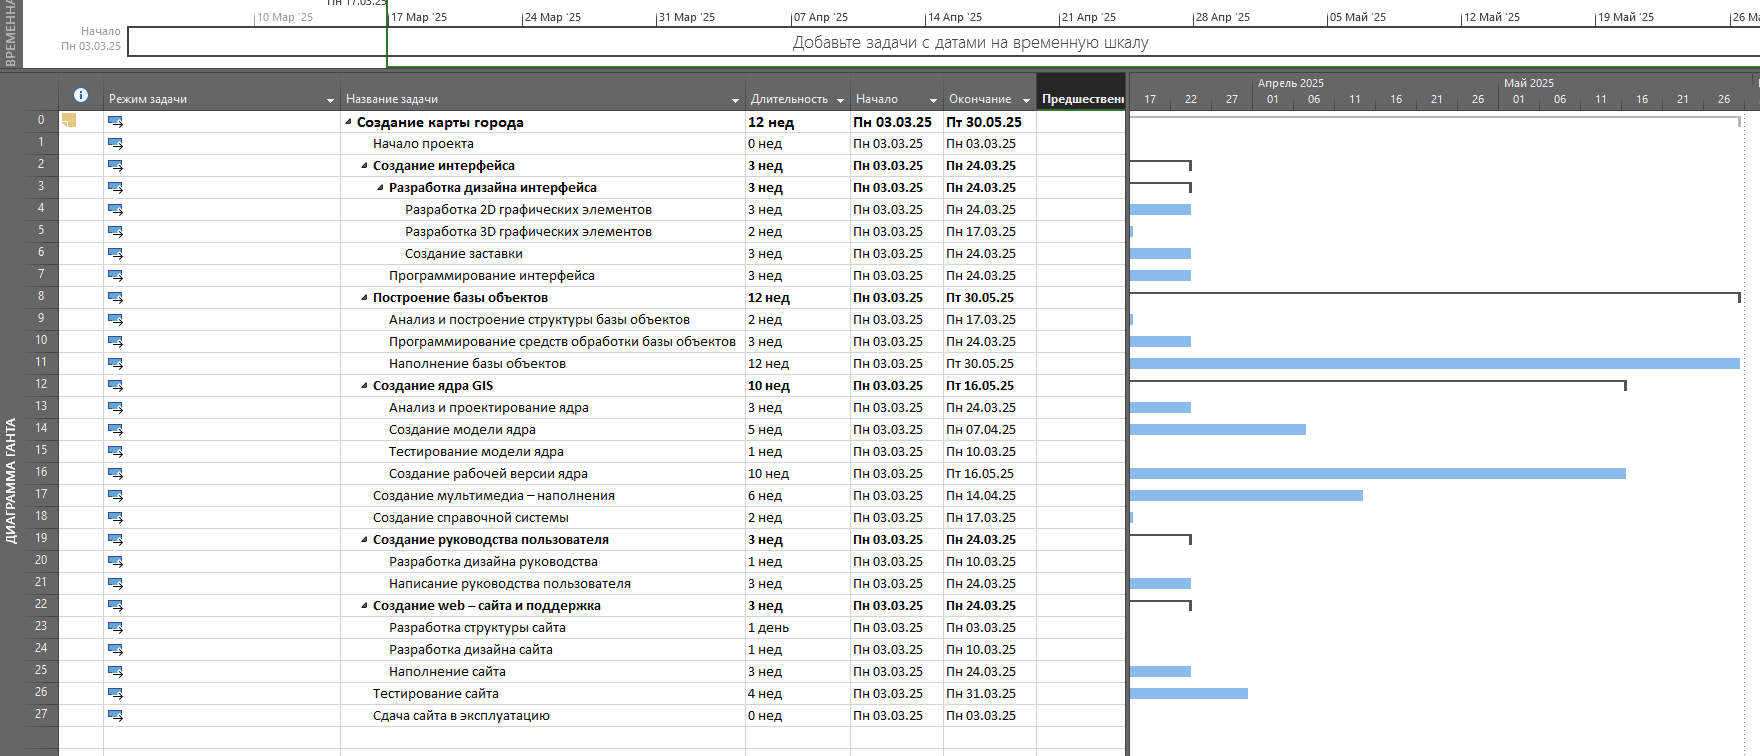 ВРЕМЕННАЯ
Пн 17.03.25
10 Мар '25 17 Мар '25 24 Мар '25 31 Мар '25 07 Апр '25 14 Апр '25 21 Апр '25 28 Апр '25 05 Май '25 12 Май '25 19 Май '25 26 Ма
Начало
Пн 03.03.25
Добавьте задачи с датами на временную шкалу
ДИАГРАММА ГАНТА
Апрель 2025 Май 2025
Режим задачи Название задачи Длительность Начало Окончание Предшествен 17 22 27 01 06 11 16 21 26 01 06 11 16 21 26
0 Создание карты города 12 нед Пн 03.03.25 Пт 30.05.25
1 Начало проекта 0 нед Пн 03.03.25 Пн 03.03.25
2 Создание интерфейса 3 нед Пн 03.03.25 Пн 24.03.25
3 Разработка дизайна интерфейса 3 нед Пн 03.03.25 Пн 24.03.25
4 Разработка 2D графических элементов 3 нед Пн 03.03.25 Пн 24.03.25
5 Разработка 3D графических элементов 2 нед Пн 03.03.25 Пн 17.03.25
6 Создание заставки 3 нед Пн 03.03.25 Пн 24.03.25
7 Программирование интерфейса 3 нед Пн 03.03.25 Пн 24.03.25
8 Построение базы объектов 12 нед Пн 03.03.25 Пт 30.05.25
9 Анализ и построение структуры базы объектов 2 нед Пн 03.03.25 Пн 17.03.25
10 Программирование средств обработки базы объектов 3 нед Пн 03.03.25 Пн 24.03.25
11 Наполнение базы объектов 12 нед Пн 03.03.25 Пт 30.05.25
12 Создание ядра GIS 10 нед Пн 03.03.25 Пт 16.05.25
13 Анализ и проектирование ядра 3 нед Пн 03.03.25 Пн 24.03.25
14 Создание модели ядра 5 нед Пн 03.03.25 Пн 07.04.25
15 Тестирование модели ядра 1 нед Пн 03.03.25 Пн 10.03.25
16 Создание рабочей версии ядра 10 нед Пн 03.03.25 Пт 16.05.25
17 Создание мультимедиа – наполнения 6 нед Пн 03.03.25 Пн 14.04.25
18 Создание справочной системы 2 нед Пн 03.03.25 Пн 17.03.25
19 Создание руководства пользователя 3 нед Пн 03.03.25 Пн 24.03.25
20 Разработка дизайна руководства 1 нед Пн 03.03.25 Пн 10.03.25
21 Написание руководства пользователя 3 нед Пн 03.03.25 Пн 24.03.25
22 Создание web – сайта и поддержка 3 нед Пн 03.03.25 Пн 24.03.25
23 Разработка структуры сайта 1 день Пн 03.03.25 Пн 03.03.25
24 Разработка дизайна сайта 1 нед Пн 03.03.25 Пн 10.03.25
25 Наполнение сайта 3 нед Пн 03.03.25 Пн 24.03.25
26 Тестирование сайта 4 нед Пн 03.03.25 Пн 31.03.25
27 Сдача сайта в эксплуатацию 0 нед Пн 03.03.25 Пн 03.03.25